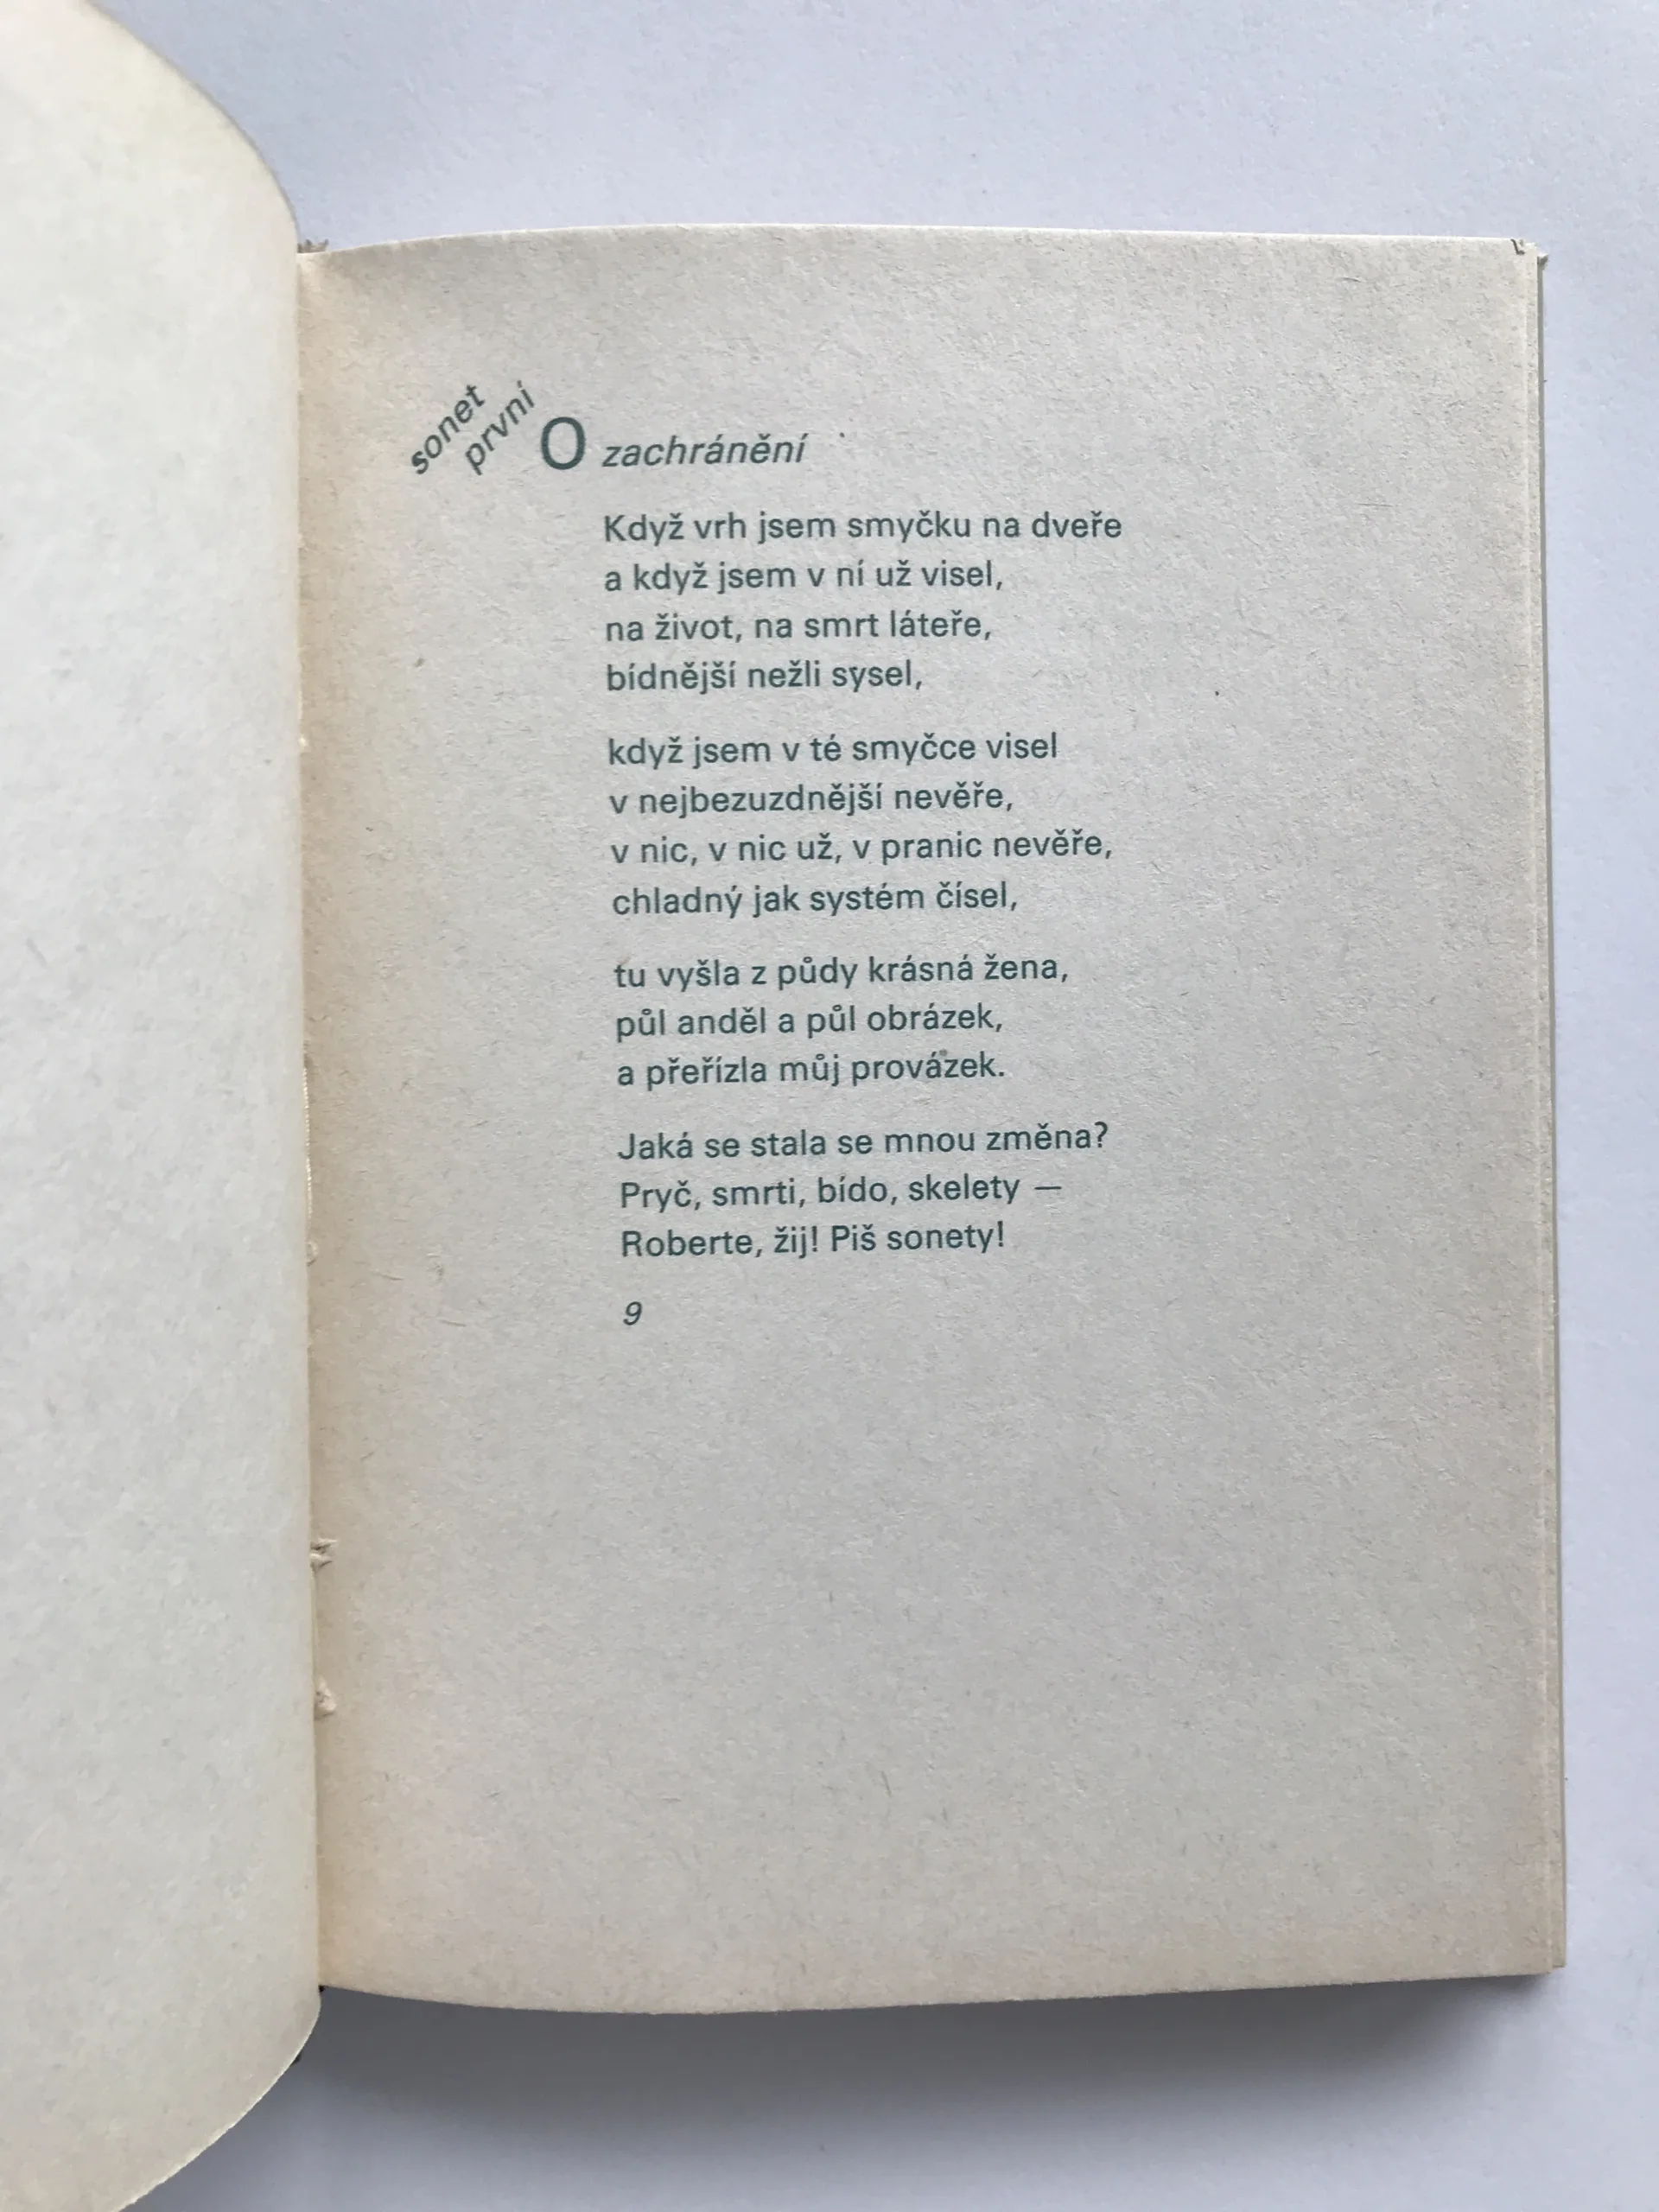 sonet
první
O zachránění
Když vrh jsem smyčku na dveře
a když jsem v ní už visel,
na život, na smrt láteře,
bídnější nežli sysel,
když jsem v té smyčce visel
v nejbezuzdnější nevěře,
v nic, v nic už, v pranic nevěře,
chladný jak systém čísel,
tu vyšla z půdy krásná žena,
půl anděl a půl obrázek,
a přeřízla můj provázek.
Jaká se stala se mnou změna?
Pryč, smrti, bído, skelety —
Roberte, žij! Piš sonety!
9